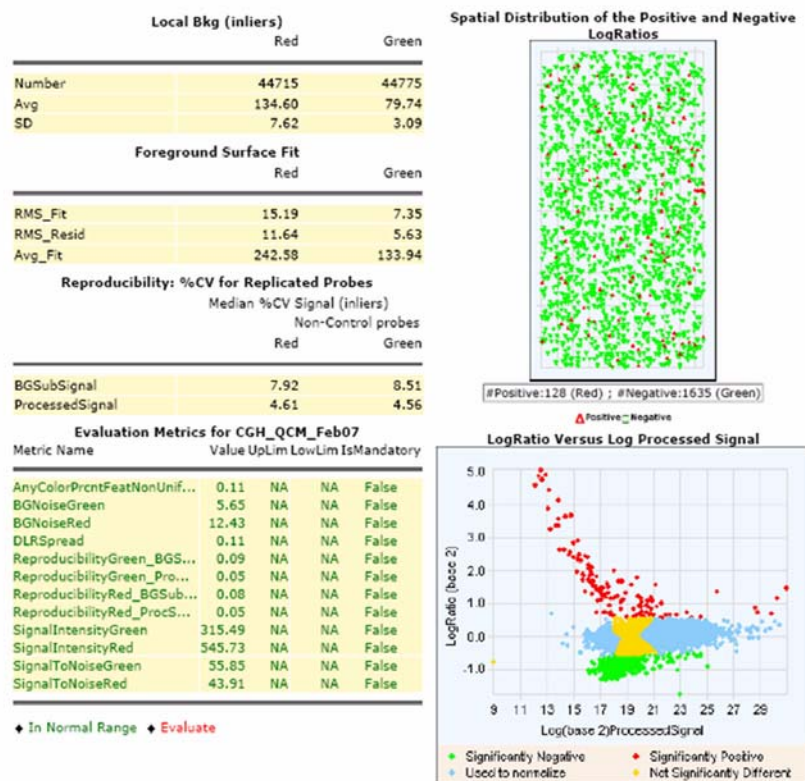 Local Bkg (inliers)
Red Green
Number 44715 44775
Avg 134.60 79.74
SD 7.62 3.09
Foreground Surface Fit
Red Green
RMS_Fit 15.19 7.35
RMS_Resid 11.64 5.63
Avg_Fit 242.58 133.94
Reproducibility: %CV for Replicated Probes
Median %CV Signal (inliers)
Non-Control probes
Red Green
BGSubSignal 7.92 8.51
ProcessedSignal 4.61 4.56
Evaluation Metrics for CGH_QCM_Feb07
Metric Name Value UpLim LowLim IsMandatory
AnyColorPrcntFeatNonUnif... 0.11 NA NA False
BGNoiseGreen 5.65 NA NA False
BGNoiseRed 12.43 NA NA False
DLRSpread 0.11 NA NA False
ReproducibilityGreen_BGS... 0.09 NA NA False
ReproducibilityGreen_Pro... 0.05 NA NA False
ReproducibilityRed_BGSub... 0.08 NA NA False
ReproducibilityRed_ProcS... 0.05 NA NA False
SignalIntensityGreen 315.49 NA NA False
SignalIntensityRed 545.73 NA NA False
SignalToNoiseGreen 55.85 NA NA False
SignalToNoiseRed 43.91 NA NA False
In Normal Range Evaluate
Spatial Distribution of the Positive and Negative
LogRatios
#Positive:128 (Red) ; #Negative:1635 (Green)
Positive Negative
LogRatio Versus Log Processed Signal
5.0
4.0
3.0
2.0
1.0
0.0
-1.0
LogRatio (base 2)
9 11 13 15 17 19 21 23 25 27 29
Log(base 2)ProcessedSignal
Significantly Negative Significantly Positive
Used to normalize Not Significantly Different